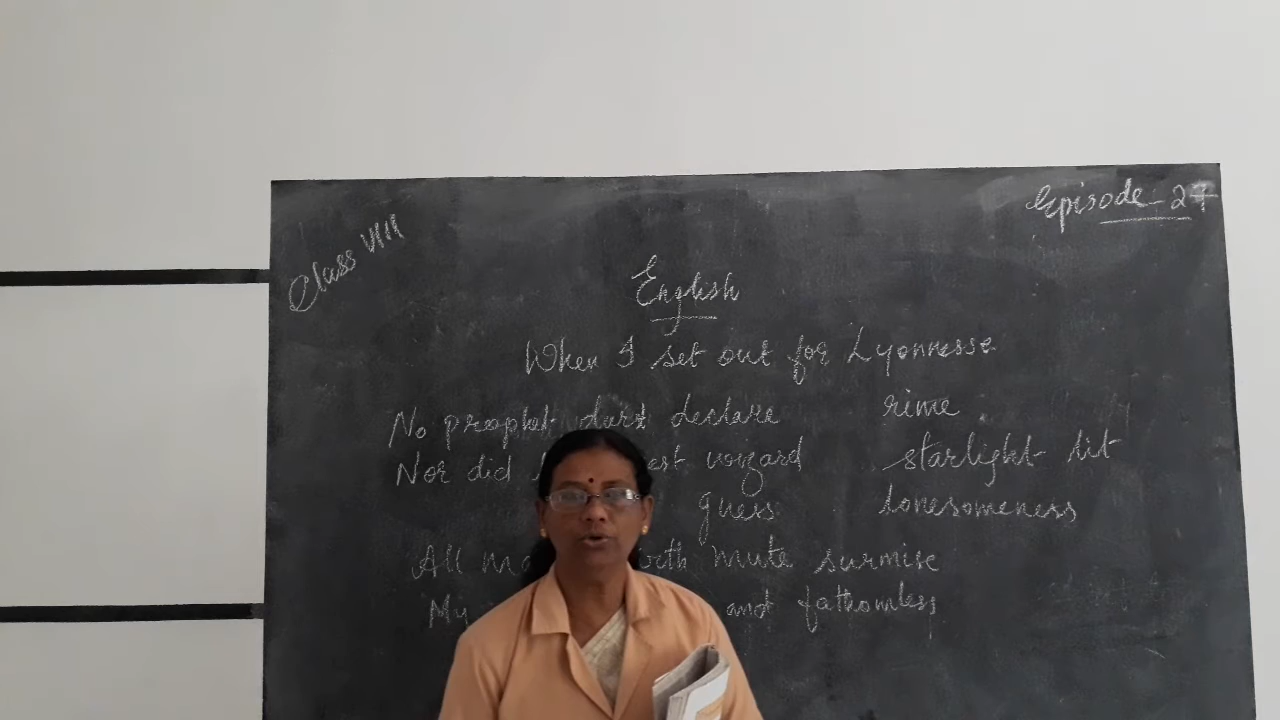 Class VIII
Episode - 27
English
When I set out for Lyonnesse
No prophet durst declare rime
Nor did wizard starlight lit
guess lonesomeness
All mute surmise
My and fathomless